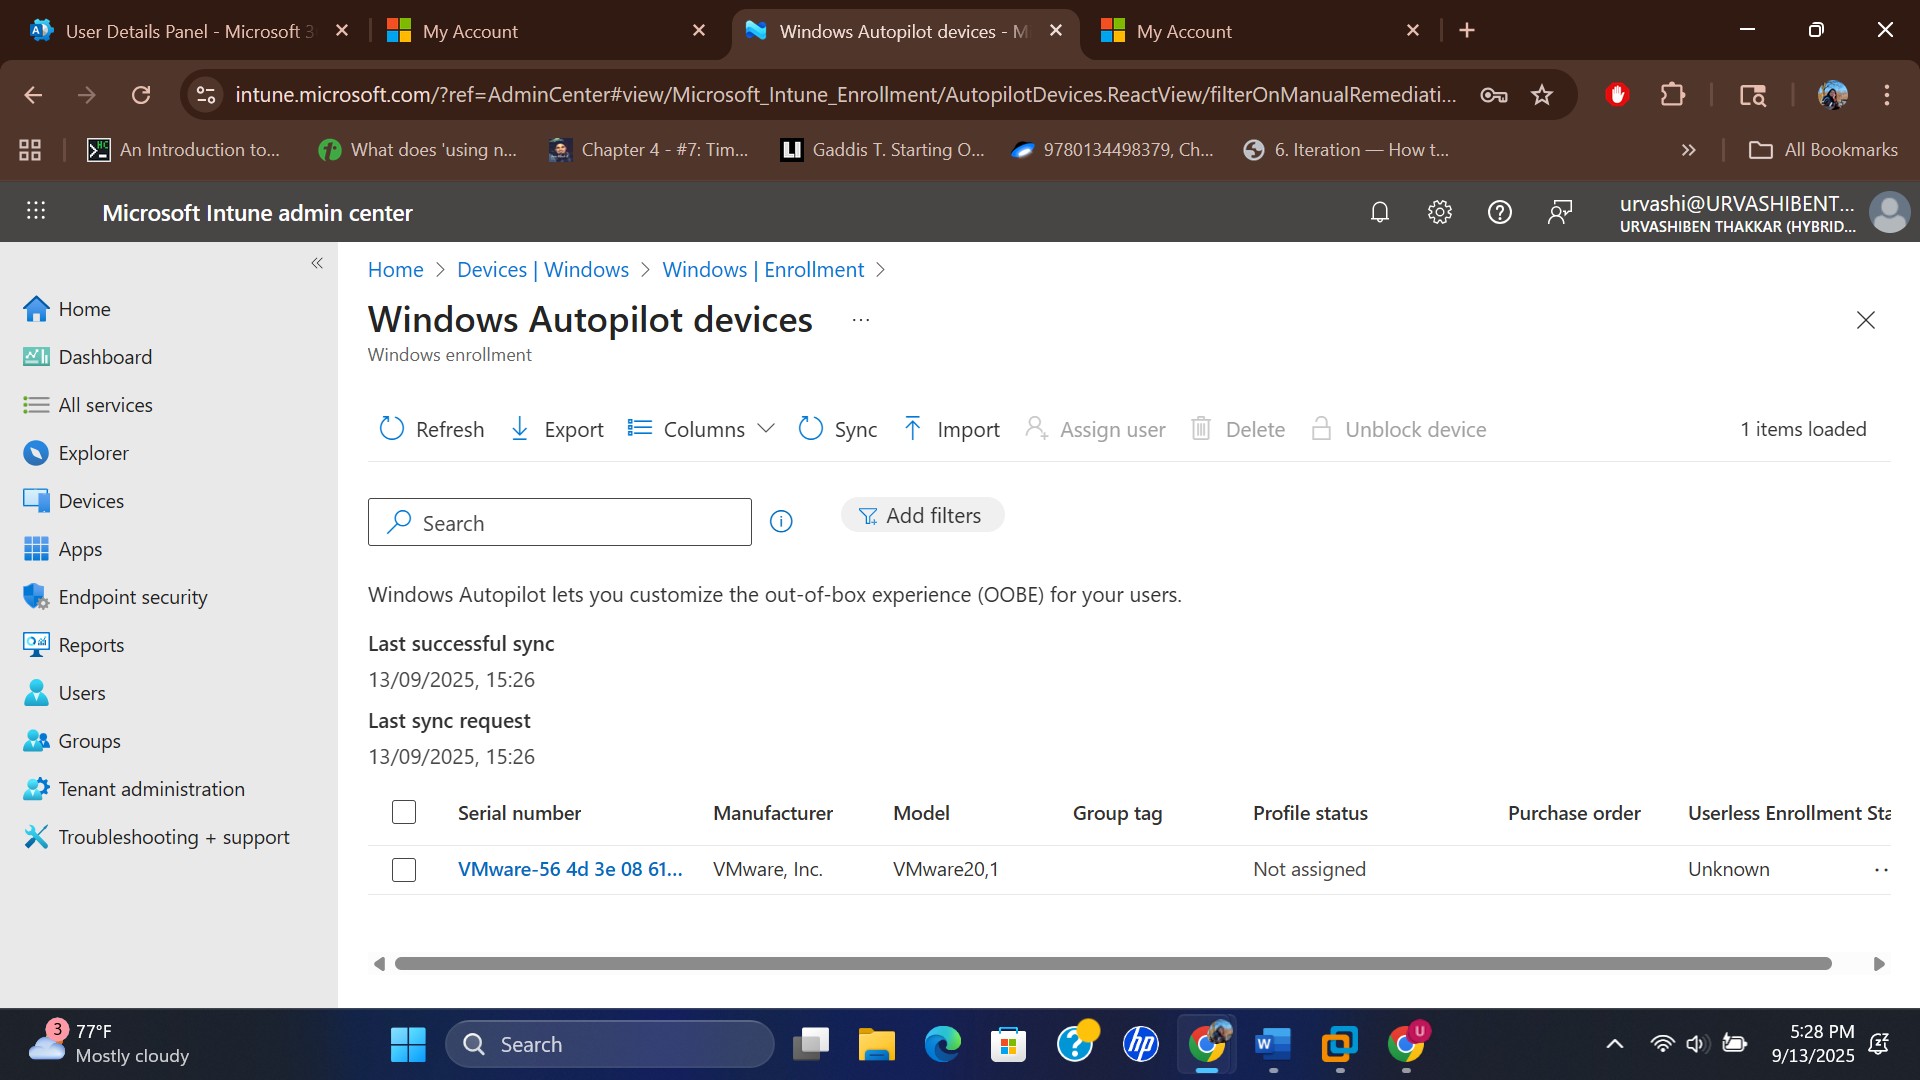 User Details Panel - Microsoft 3
My Account
Windows Autopilot devices - M
My Account
intune.microsoft.com/?ref=AdminCenter#view/Microsoft_Intune_Enrollment/AutopilotDevices.ReactView/filterOnManualRemediati...
An Introduction to...
What does 'using n...
Chapter 4 - #7: Tim...
Gaddis T. Starting O...
9780134498379, Ch...
6. Iteration — How t...
All Bookmarks
Microsoft Intune admin center
urvashi@URVASHIBENT...
URVASHIBEN THAKKAR (HYBRID...
Home
Dashboard
All services
Explorer
Devices
Apps
Endpoint security
Reports
Users
Groups
Tenant administration
Troubleshooting + support
Home > Devices | Windows > Windows | Enrollment >
Windows Autopilot devices ...
Windows enrollment
Refresh Export Columns Sync Import Assign user Delete Unblock device 1 items loaded
Search
Add filters
Windows Autopilot lets you customize the out-of-box experience (OOBE) for your users.
Last successful sync
13/09/2025, 15:26
Last sync request
13/09/2025, 15:26
Serial number Manufacturer Model Group tag Profile status Purchase order Userless Enrollment Sta
VMware-56 4d 3e 08 61... VMware, Inc. VMware20,1 Not assigned Unknown
3
77°F
Mostly cloudy
Search
hp
W
U
5:28 PM
9/13/2025